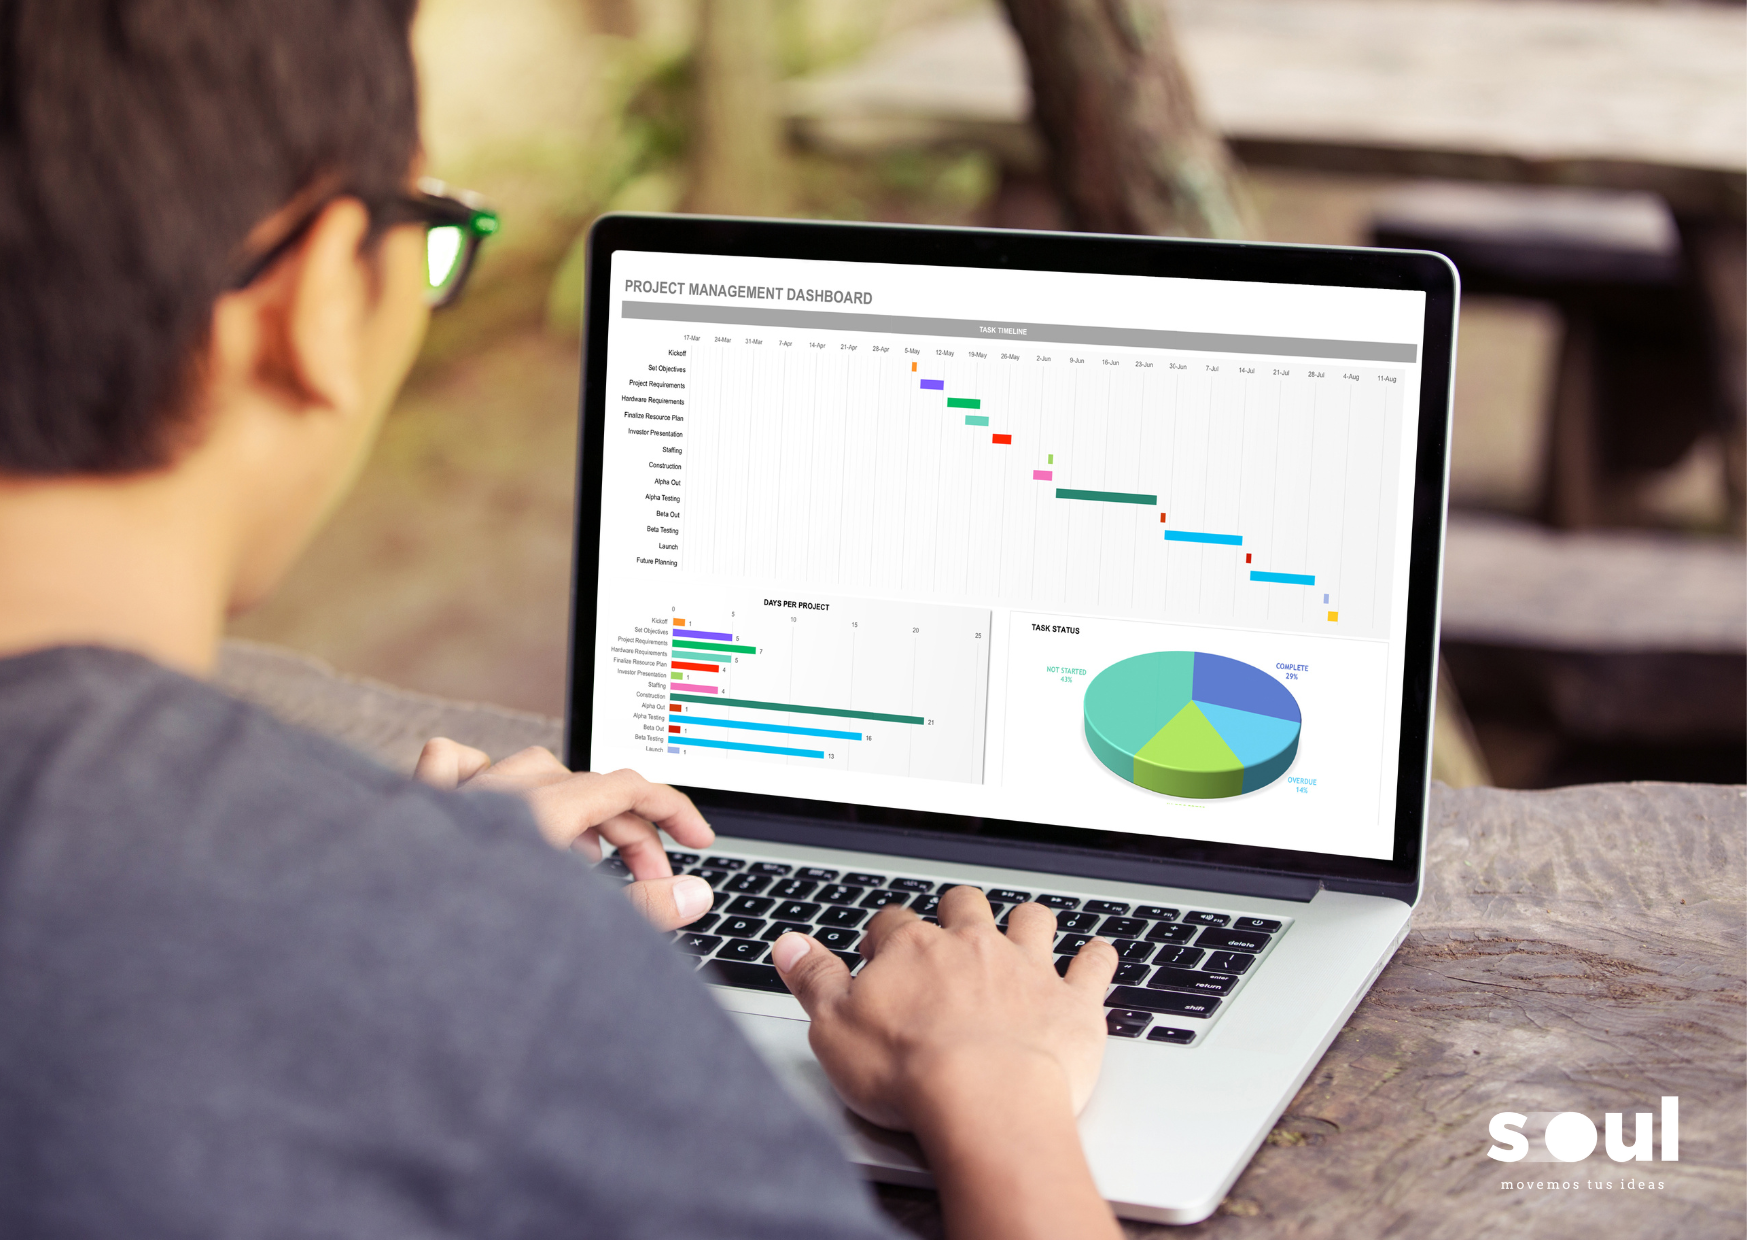 PROJECT MANAGEMENT DASHBOARD
TASK TIMELINE
17-Mar 24-Mar 31-Mar 7-Apr 14-Apr 21-Apr 28-Apr 5-May 12-May 19-May 26-May 2-Jun 9-Jun 16-Jun 23-Jun 30-Jun 7-Jul 14-Jul 21-Jul 28-Jul 4-Aug 11-Aug
Kickoff
Set Objectives
Project Requirements
Hardware Requirements
Finalize Resource Plan
Investor Presentation
Staffing
Construction
Alpha Out
Alpha Testing
Beta Out
Beta Testing
Launch
Future Planning
DAYS PER PROJECT
0 5 10 15 20 25
Kickoff 1
Set Objectives 5
Project Requirements 7
Hardware Requirements 5
Finalize Resource Plan 4
Investor Presentation 1
Staffing 4
Construction 21
Alpha Out 1
Alpha Testing 16
Beta Out 1
Beta Testing 13
Launch 1
TASK STATUS
NOT STARTED
43%
COMPLETE
29%
OVERDUE
14%
delete
enter
return
shift
E R T
D F G
X C
P
soul
movemos tus ideas